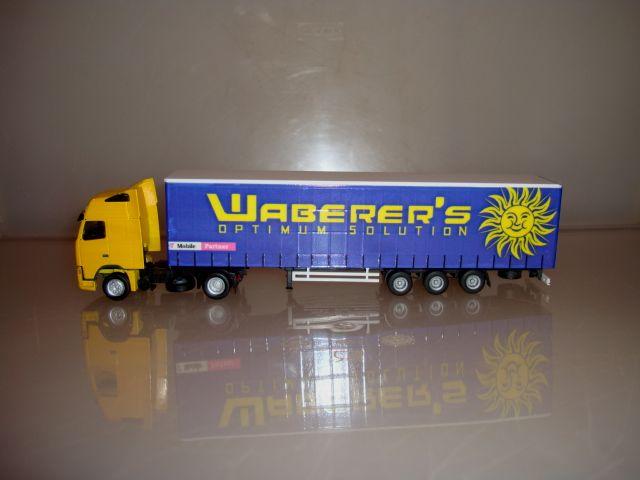 WABERER'S
OPTIMUM SOLUTION
T Mobile Partner